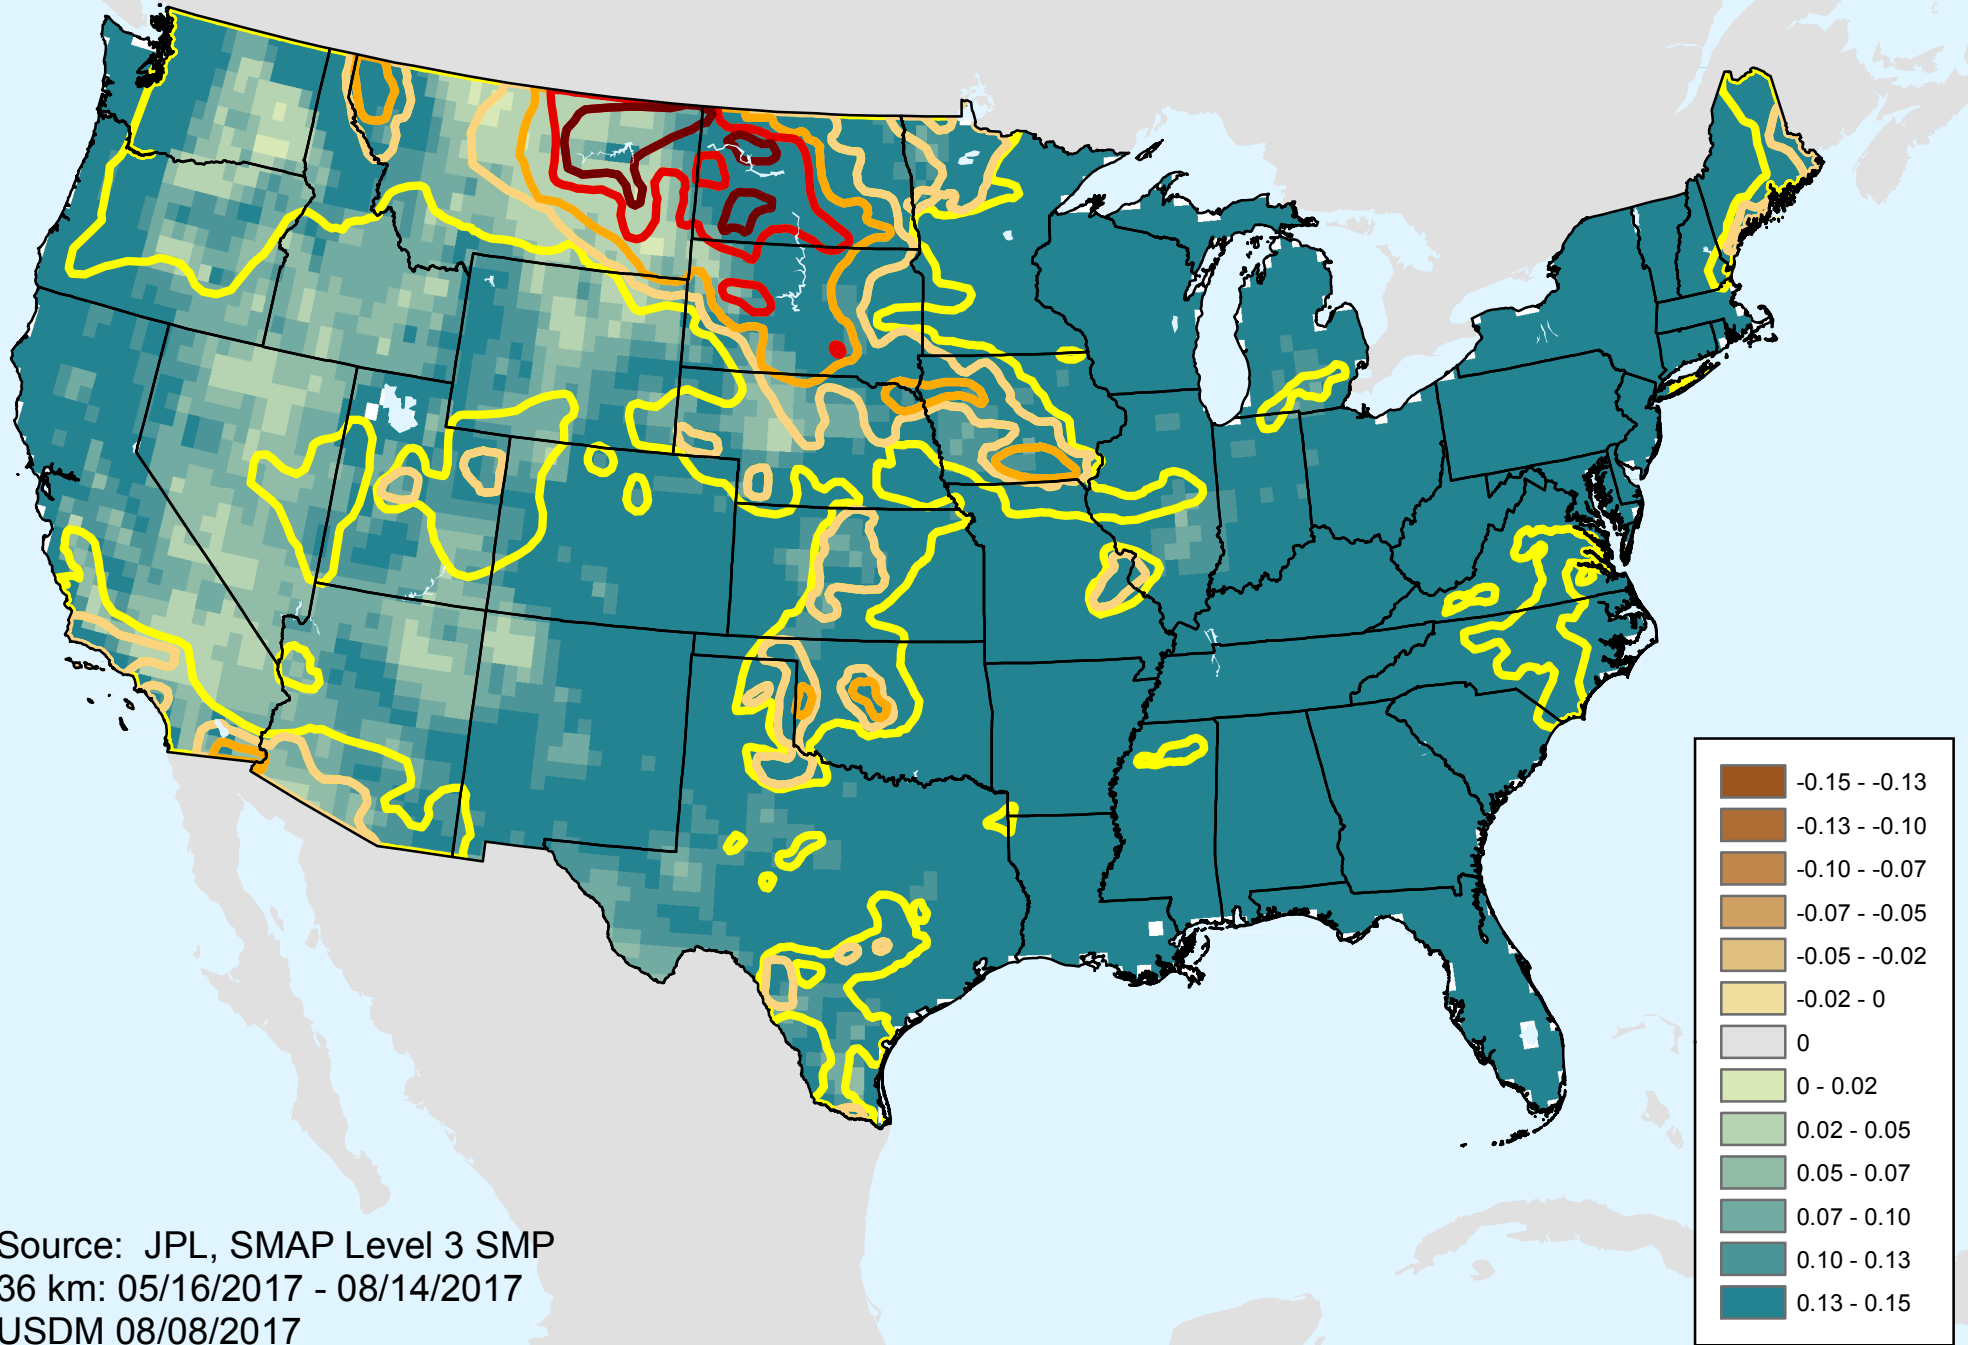 -0.15 - -0.13
-0.13 - -0.10
-0.10 - -0.07
-0.07 - -0.05
-0.05 - -0.02
-0.02 - 0
0
0 - 0.02
0.02 - 0.05
0.05 - 0.07
0.07 - 0.10
0.10 - 0.13
0.13 - 0.15
Source: JPL, SMAP Level 3 SMP
36 km: 05/16/2017 - 08/14/2017
USDM 08/08/2017